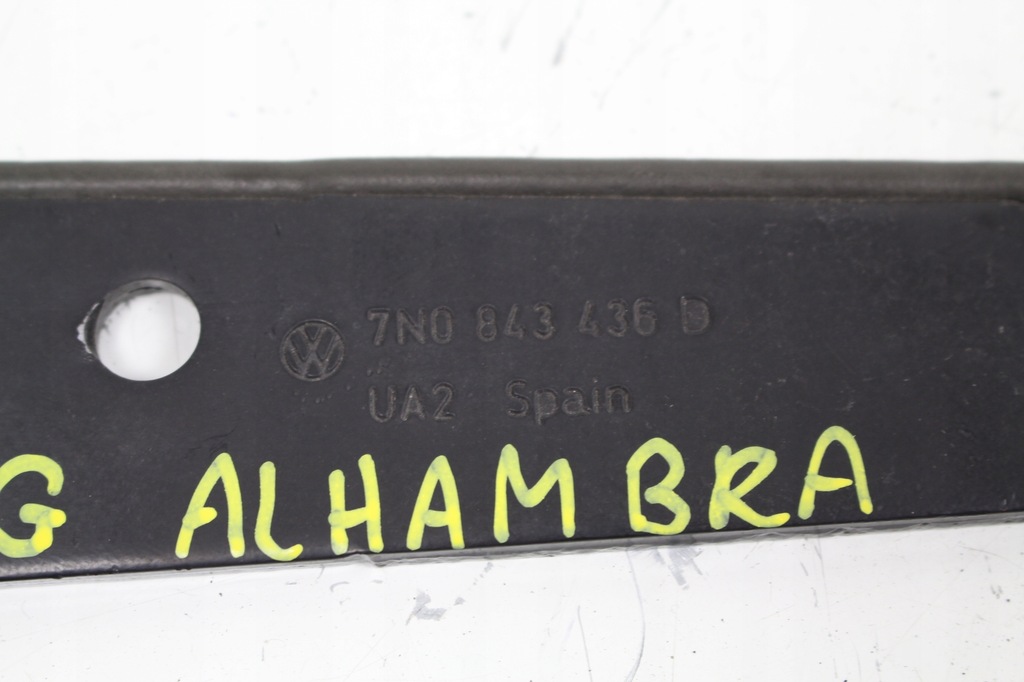 7N0 843 436 D
UA2 Spain
G ALHAMBRA